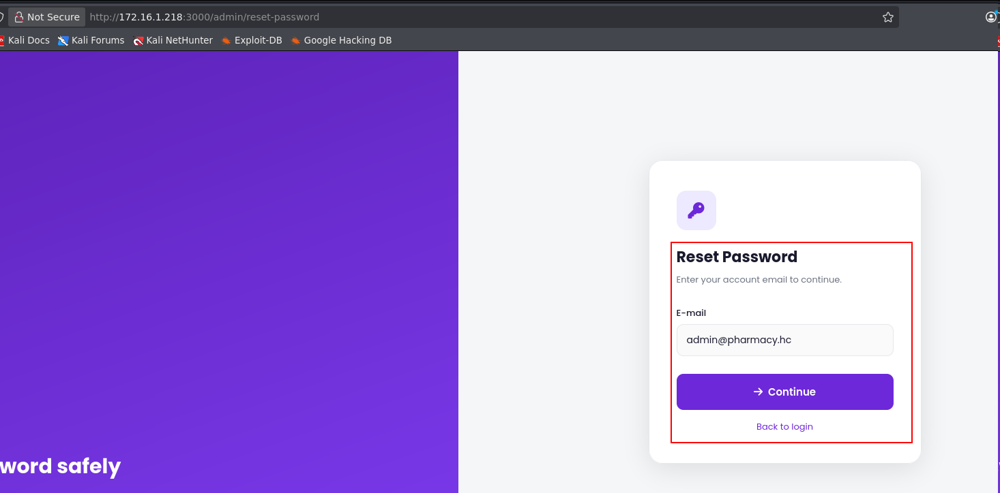 Not Secure http://172.16.1.218:3000/admin/reset-password
Kali Docs Kali Forums Kali NetHunter Exploit-DB Google Hacking DB
Reset Password
Enter your account email to continue.
E-mail
admin@pharmacy.hc
→ Continue
Back to login
word safely